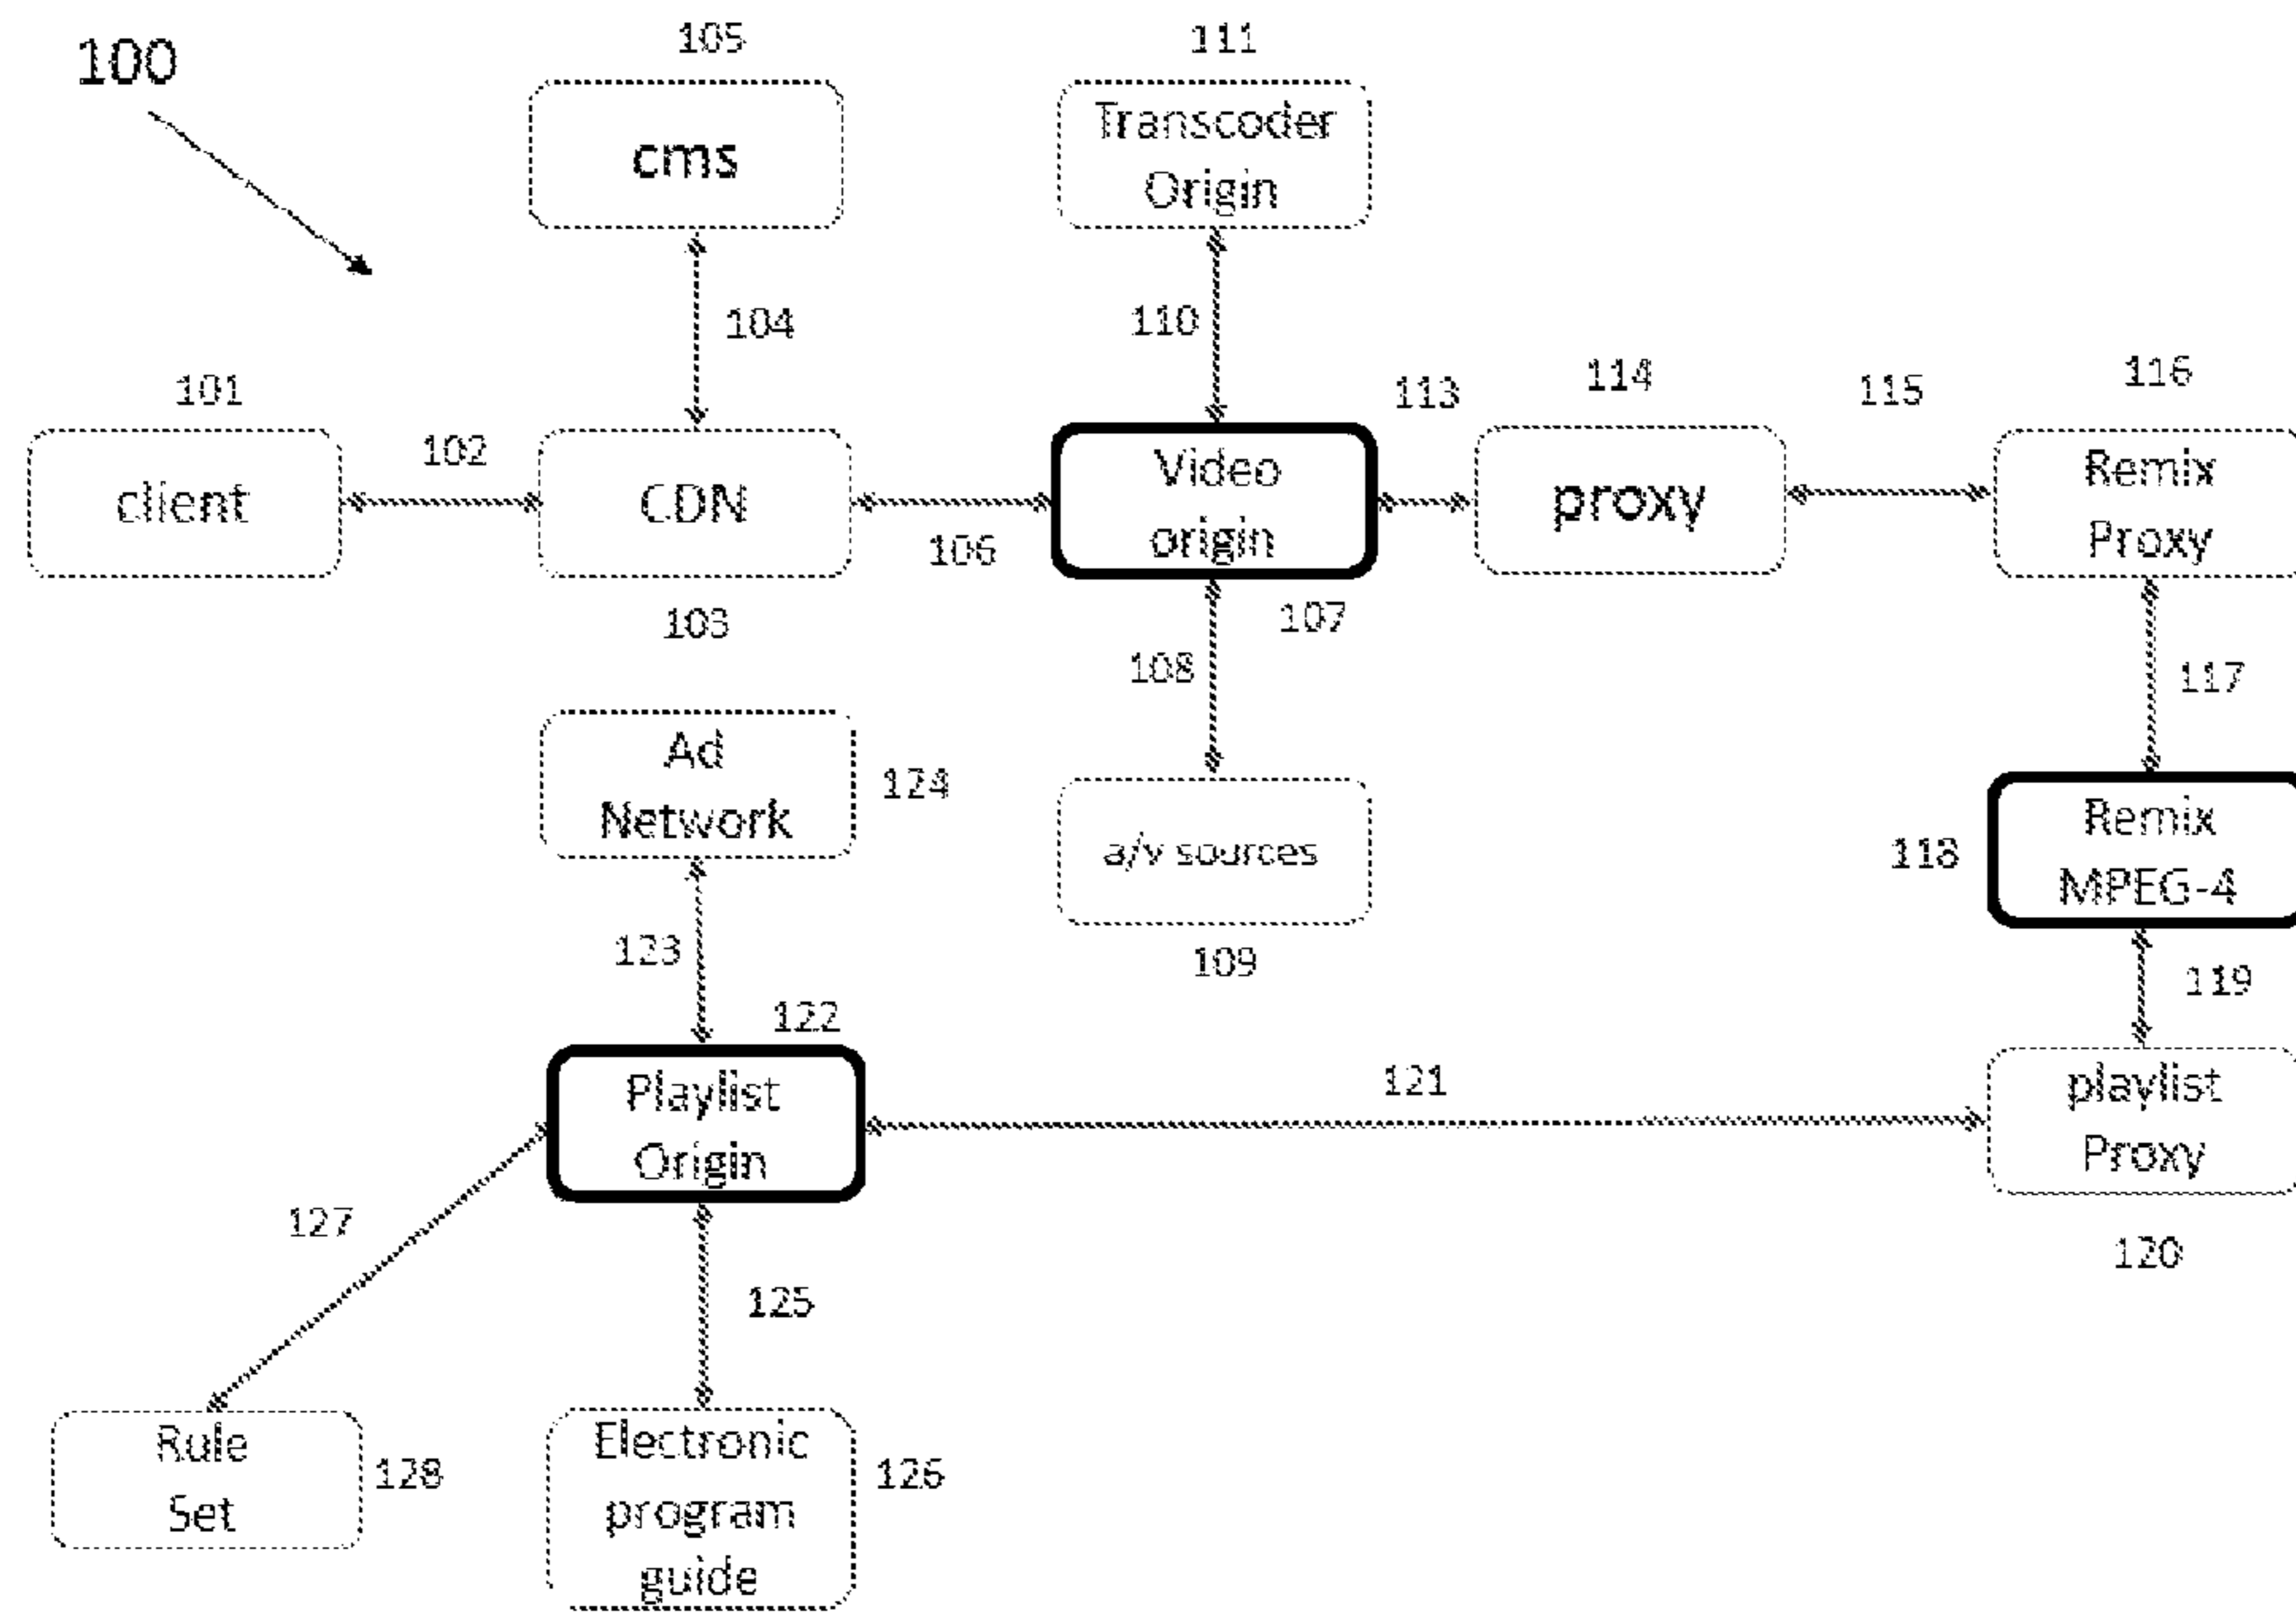 100
105
cms
111
Transcoder
Origin
104
110
101
client
102
CDN
103
106
Video
origin
107
113
114
proxy
115
116
Remix
Proxy
108
117
Ad
Network
124
a/v sources
109
118
Remix
MPEG-4
123
119
122
Playlist
Origin
121
playlist
Proxy
120
127
125
Rule
Set
128
Electronic
program
guide
126